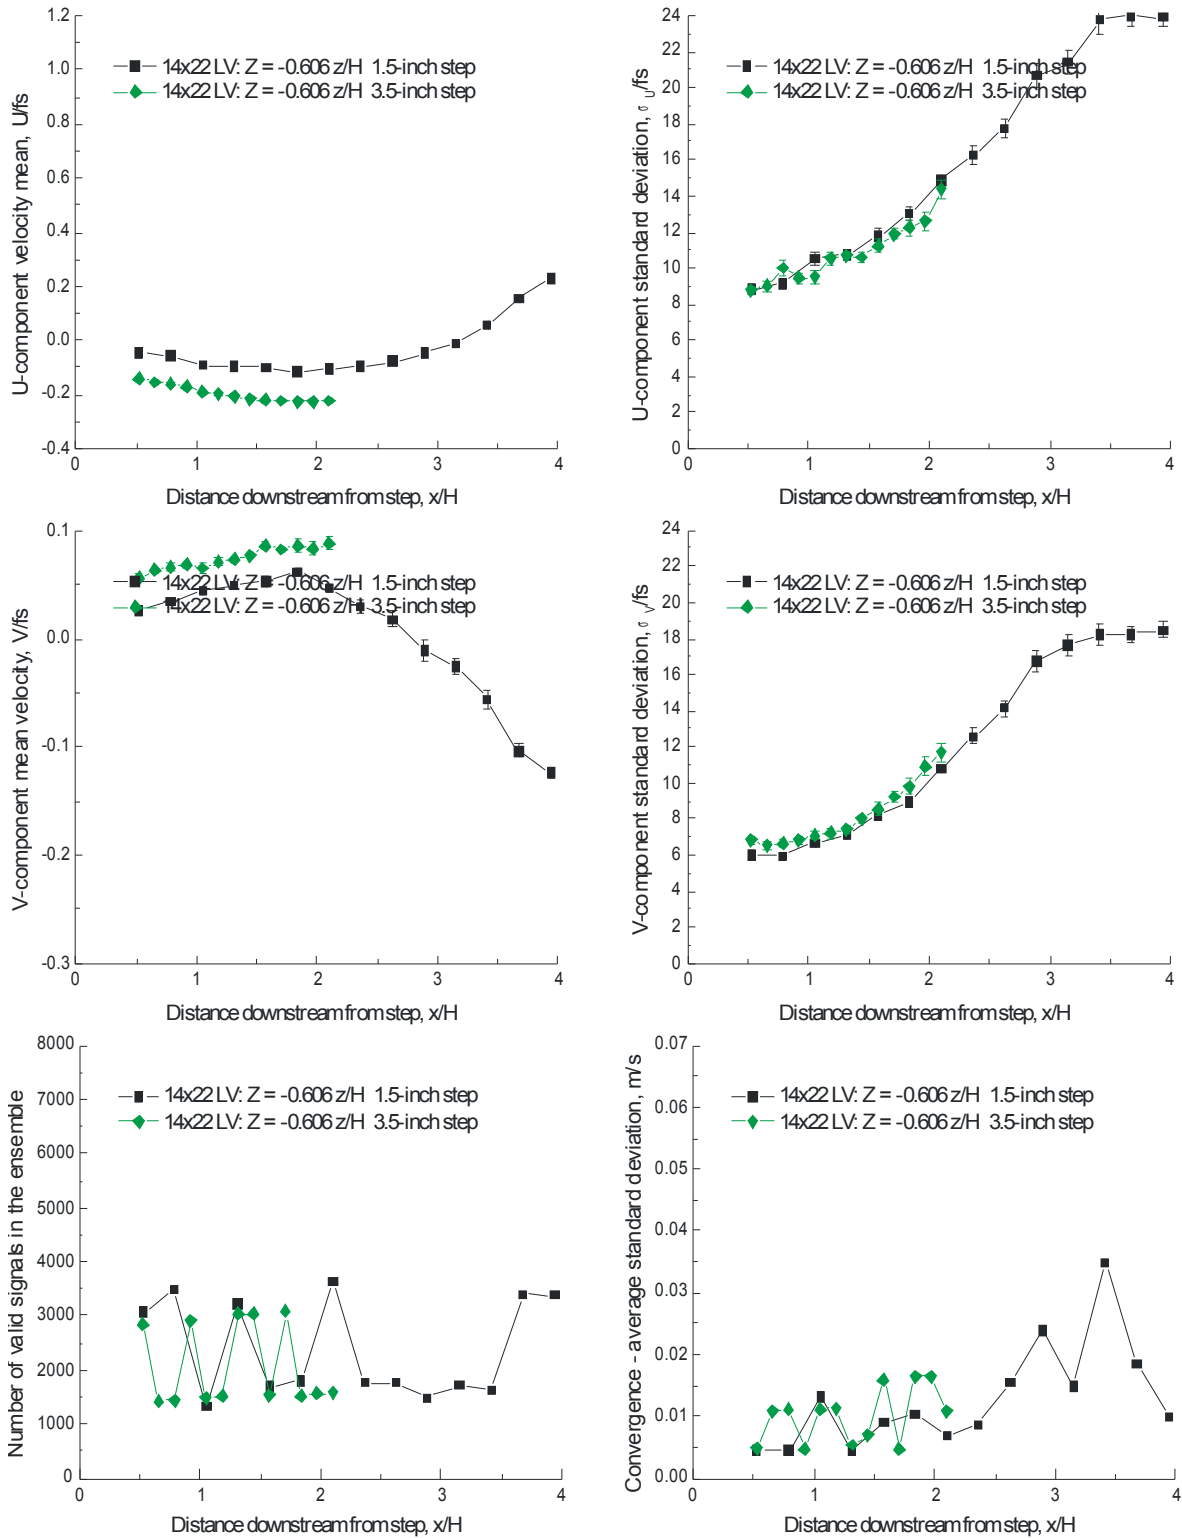 1.2
1.0
0.8
0.6
0.4
0.2
0.0
-0.2
-0.4
U-component velocity mean, U/fs
14x22 LV: Z = -0.606 z/H 1.5-inch step
14x22 LV: Z = -0.606 z/H 3.5-inch step
0 1 2 3 4
Distance downstream from step, x/H
24
22
20
18
16
14
12
10
8
6
4
2
0
U-component standard deviation, σU/fs
14x22 LV: Z = -0.606 z/H 1.5-inch step
14x22 LV: Z = -0.606 z/H 3.5-inch step
0 1 2 3 4
Distance downstream from step, x/H
0.1
0.0
-0.1
-0.2
-0.3
V-component mean velocity, V/fs
14x22 LV: Z = -0.606 z/H 1.5-inch step
14x22 LV: Z = -0.606 z/H 3.5-inch step
0 1 2 3 4
Distance downstream from step, x/H
24
22
20
18
16
14
12
10
8
6
4
2
0
V-component standard deviation, σV/fs
14x22 LV: Z = -0.606 z/H 1.5-inch step
14x22 LV: Z = -0.606 z/H 3.5-inch step
0 1 2 3 4
Distance downstream from step, x/H
8000
7000
6000
5000
4000
3000
2000
1000
0
Number of valid signals in the ensemble
14x22 LV: Z = -0.606 z/H 1.5-inch step
14x22 LV: Z = -0.606 z/H 3.5-inch step
0 1 2 3 4
Distance downstream from step, x/H
0.07
0.06
0.05
0.04
0.03
0.02
0.01
0.00
Convergence - average standard deviation, m/s
14x22 LV: Z = -0.606 z/H 1.5-inch step
14x22 LV: Z = -0.606 z/H 3.5-inch step
0 1 2 3 4
Distance downstream from step, x/H